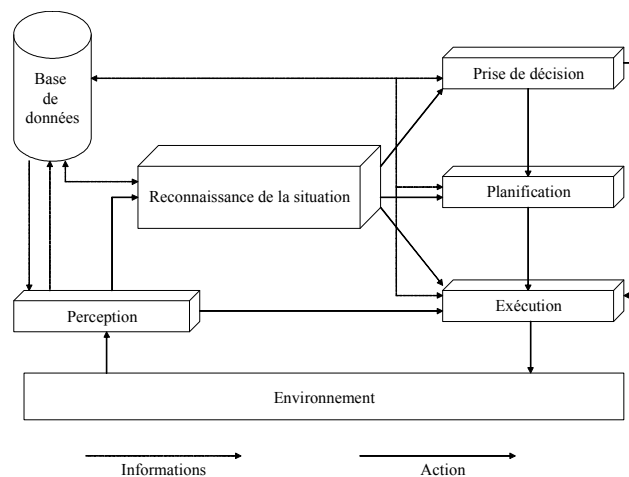 Base
de
données
Prise de décision
Reconnaissance de la situation
Planification
Perception
Exécution
Environnement
Informations
Action